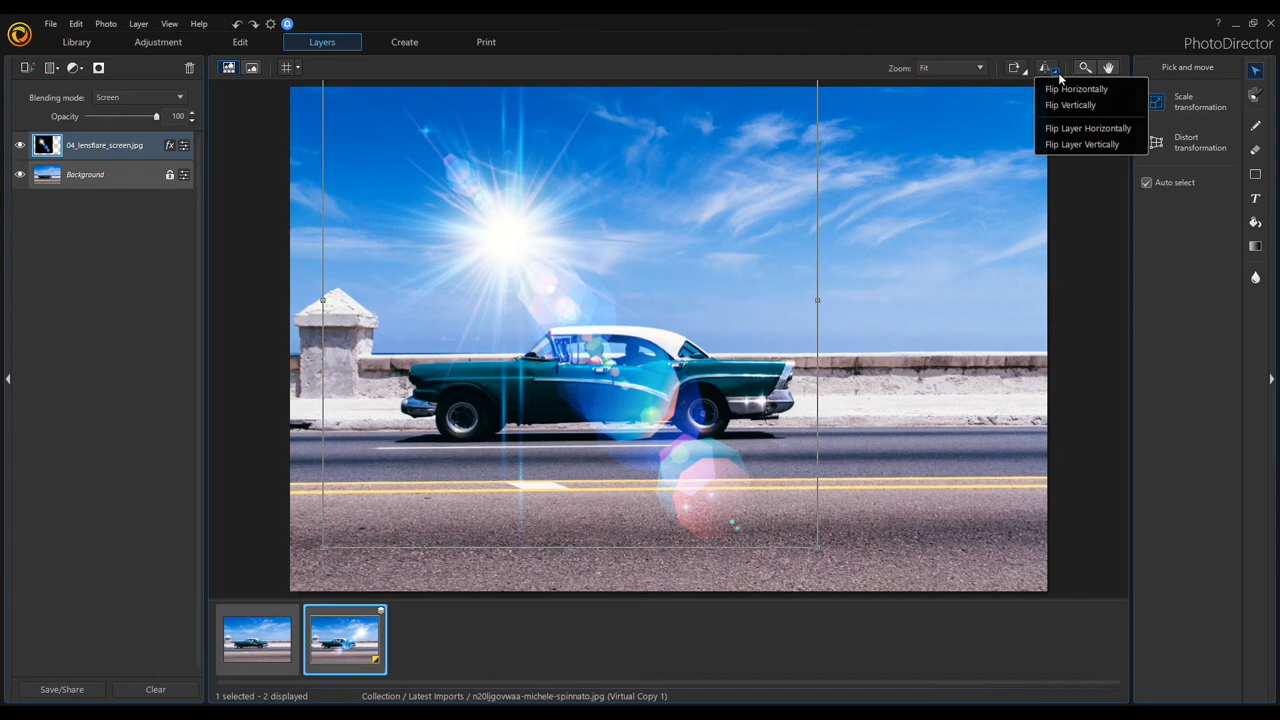 File Edit Photo Layer View Help
?
Library Adjustment Edit Layers Create Print
PhotoDirector
Zoom: Fit
Pick and move
Blending mode: Screen
Opacity 100
Flip Horizontally
Flip Vertically
Flip Layer Horizontally
Flip Layer Vertically
Scale
transformation
Distort
transformation
Auto select
04_lensflare_screen.jpg fx
Background
T
Save/Share Clear
1 selected - 2 displayed Collection / Latest Imports / n20ljgovwaa-michele-spinnato.jpg (Virtual Copy 1)